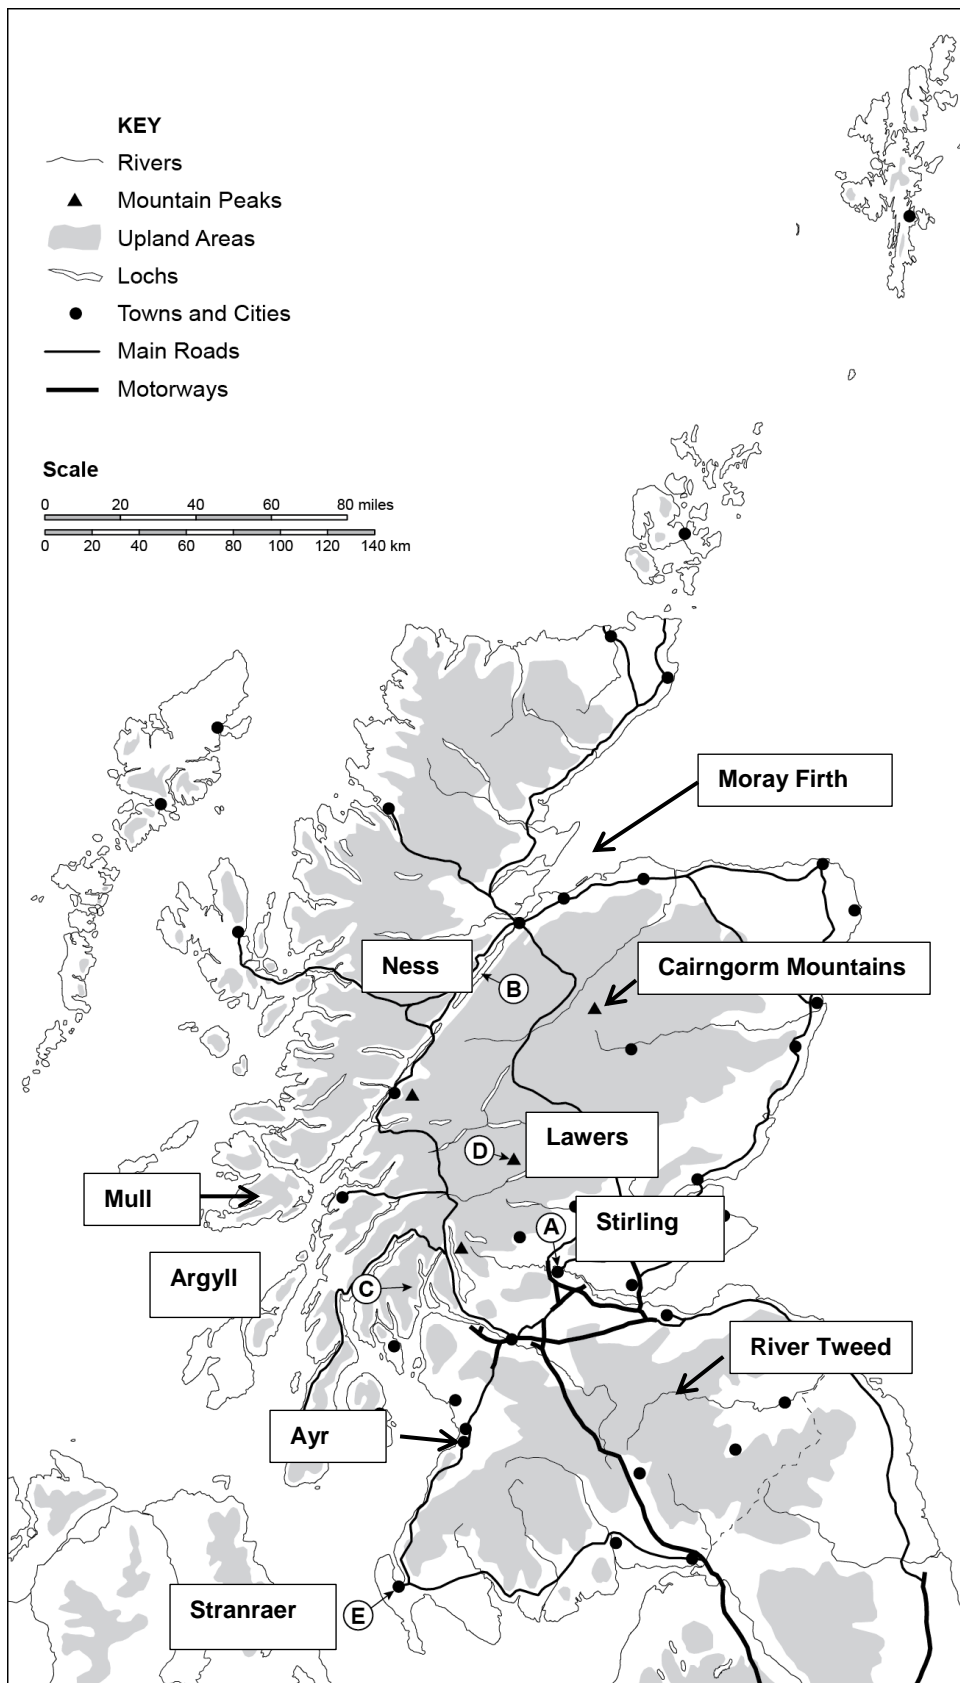 KEY
Rivers
Mountain Peaks
Upland Areas
Lochs
Towns and Cities
Main Roads
Motorways
Scale
0 20 40 60 80 miles
0 20 40 60 80 100 120 140 km
Moray Firth
Ness
B
Cairngorm Mountains
Lawers
D
Mull
Stirling
A
Argyll
C
River Tweed
Ayr
Stranraer
E